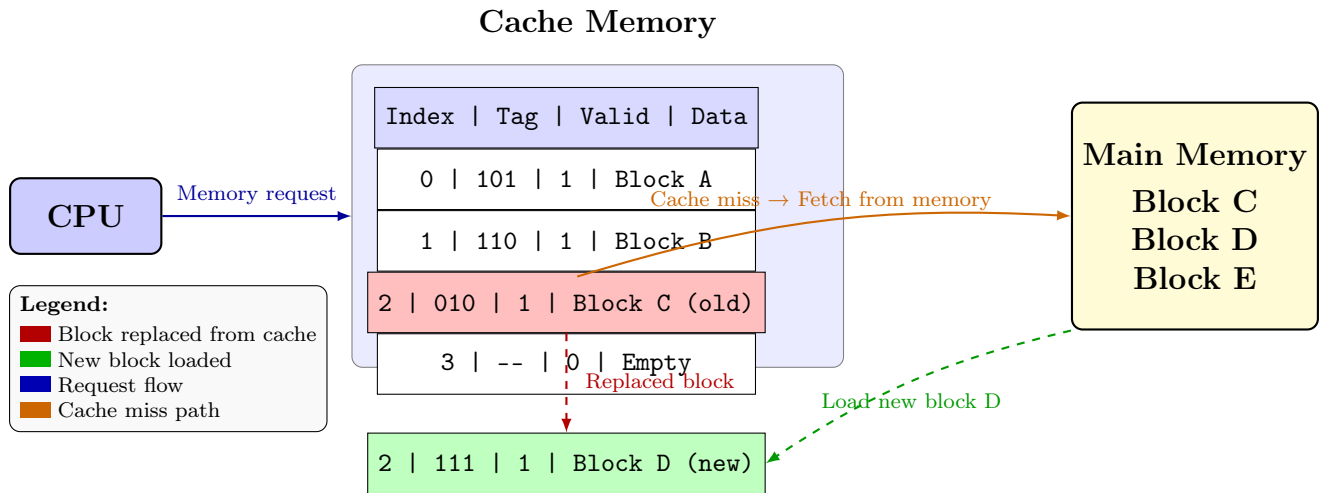 Cache Memory
Index | Tag | Valid | Data
0 | 101 | 1 | Block A
1 | 110 | 1 | Block B
2 | 010 | 1 | Block C (old)
3 | -- | 0 | Empty
2 | 111 | 1 | Block D (new)
CPU
Memory request
Cache miss → Fetch from memory
Main Memory
Block C
Block D
Block E
Replaced block
Load new block D
Legend:
Block replaced from cache
New block loaded
Request flow
Cache miss path